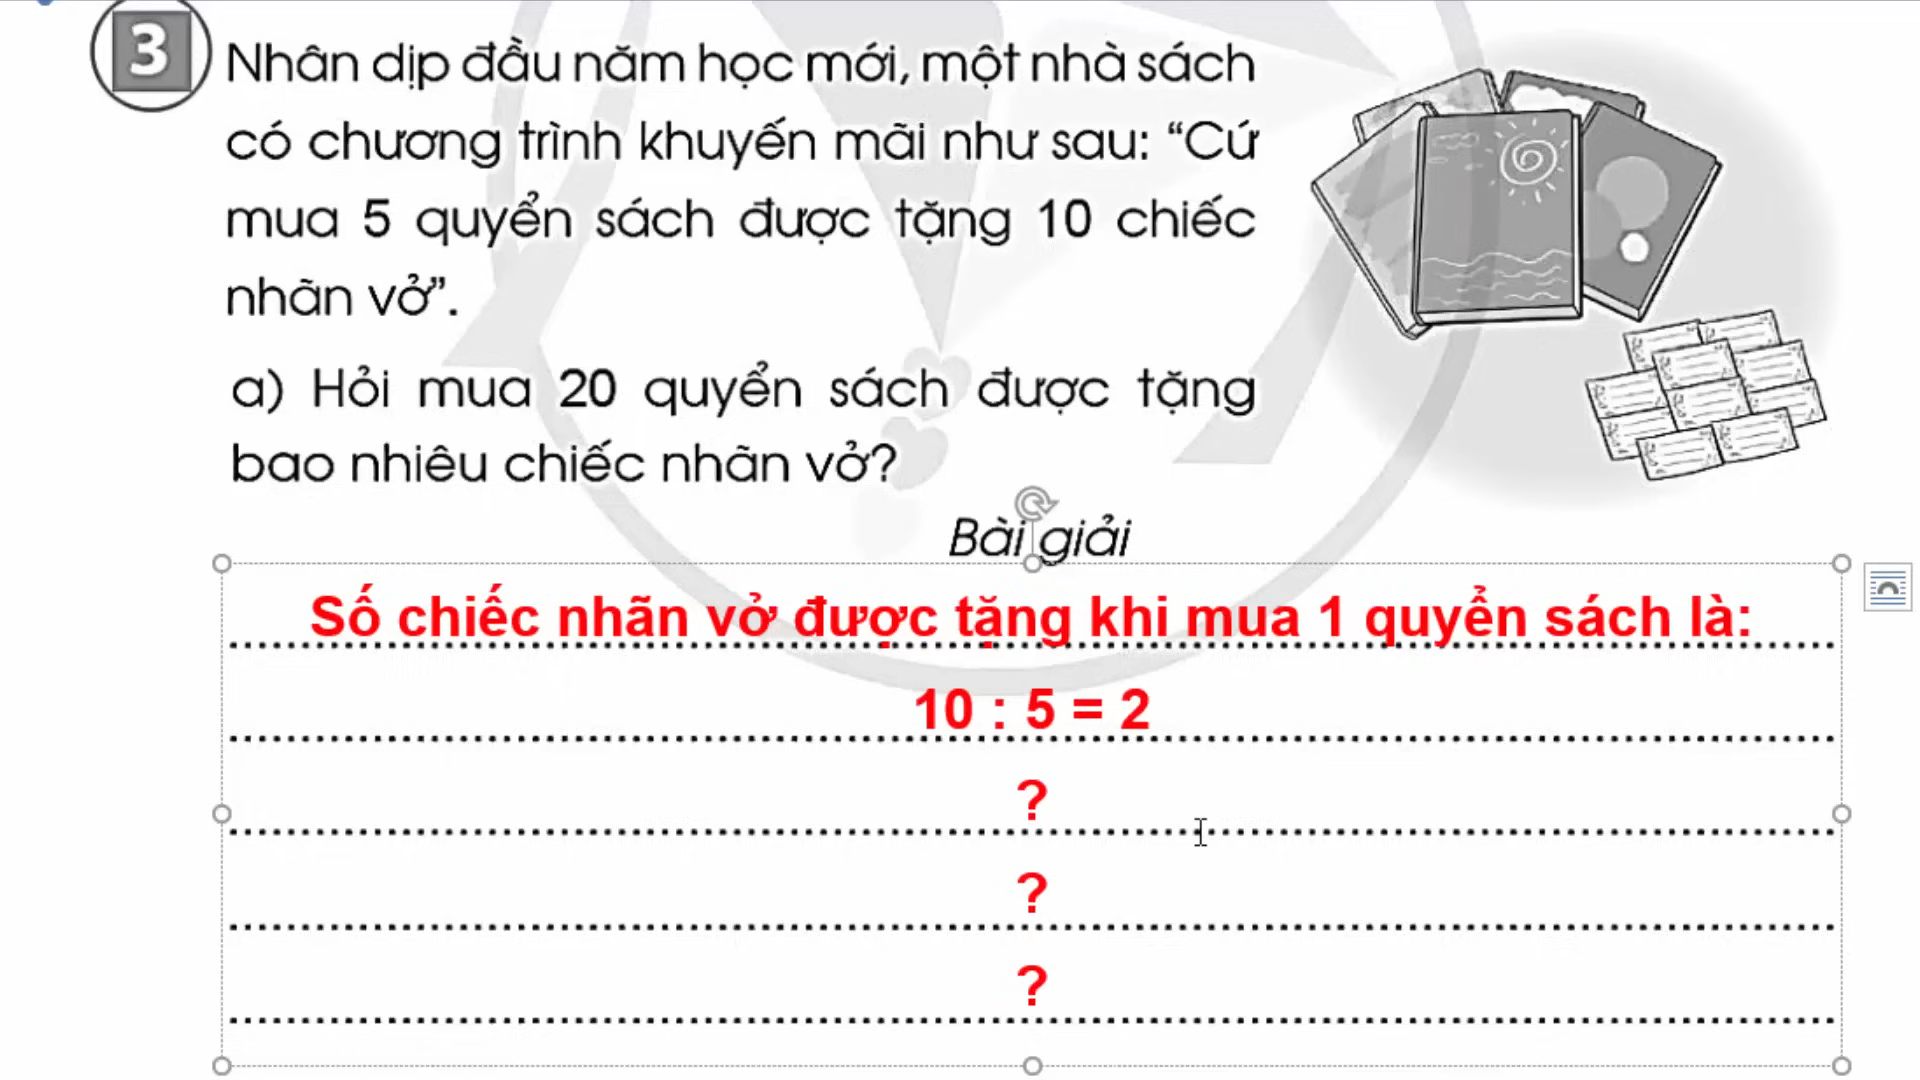 3
Nhân dịp đầu năm học mới, một nhà sách
có chương trình khuyến mãi như sau: “Cứ
mua 5 quyển sách được tặng 10 chiếc
nhãn vở”.
a) Hỏi mua 20 quyển sách được tặng
bao nhiêu chiếc nhãn vở?
Bài giải
Số chiếc nhãn vở được tặng khi mua 1 quyển sách là:
10 : 5 = 2
?
?
?